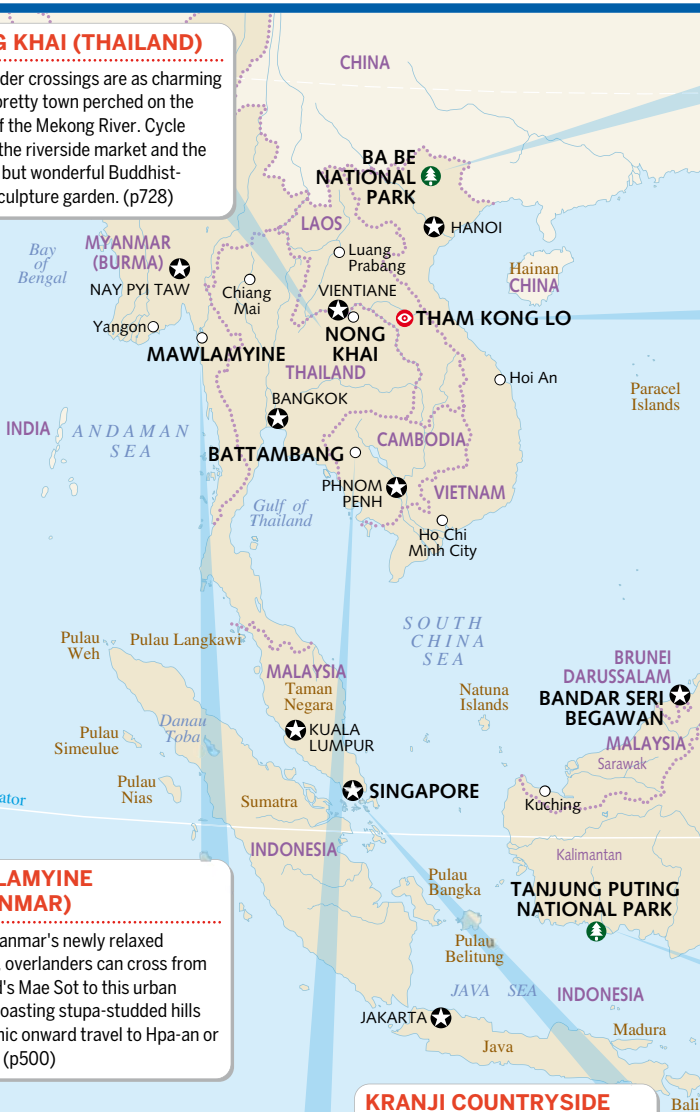 G KHAI (THAILAND)
der crossings are as charming
pretty town perched on the
f the Mekong River. Cycle
the riverside market and the
but wonderful Buddhist-
culpture garden. (p728)
CHINA
BA BE
NATIONAL
PARK
HANOI
LAOS
Luang
Prabang
Bay
of
Bengal
MYANMAR
(BURMA)
NAY PYI TAW
Chiang
Mai
VIENTIANE
Hainan
CHINA
Yangon
MAWLAMYINE
NONG
KHAI
THAM KONG LO
THAILAND
BANGKOK
Hoi An
Paracel
Islands
INDIA
ANDAMAN
SEA
BATTAMBANG
CAMBODIA
PHNOM
PENH
VIETNAM
Gulf of
Thailand
Ho Chi
Minh City
SOUTH
CHINA
SEA
Pulau
Weh
Pulau Langkawi
MALAYSIA
Taman
Negara
Natuna
Islands
BRUNEI
DARUSSALAM
BANDAR SERI
BEGAWAN
MALAYSIA
Sarawak
Danau
Toba
Pulau
Simeulue
KUALA
LUMPUR
Pulau
Nias
SINGAPORE
Kuching
ator
Sumatra
INDONESIA
Kalimantan
Pulau
Bangka
TANJUNG PUTING
NATIONAL PARK
LAMYINE
NMAR)
anmar's newly relaxed
, overlanders can cross from
d's Mae Sot to this urban
oasting stupa-studded hills
nic onward travel to Hpa-an or
(p500)
Pulau
Belitung
JAVA SEA
INDONESIA
JAKARTA
Java
Madura
Bali
KRANJI COUNTRYSIDE